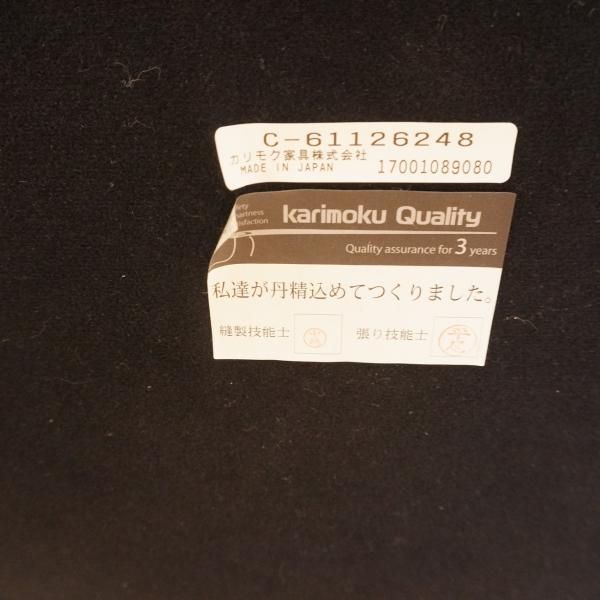 C-61126248
カリモク家具株式会社
MADE IN JAPAN 17001089080
karimoku Quality
Quality assurance for 3 years
私達が丹精込めてつくりました。
縫製技能士 張り技能士